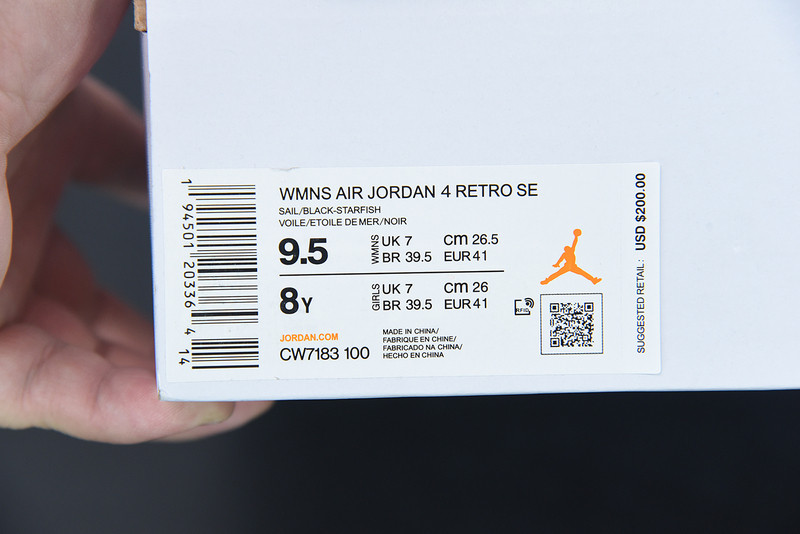 WMNS AIR JORDAN 4 RETRO SE
SAIL/BLACK-STARFISH
VOILE/ETOILE DE MER/NOIR
9.5 WMNS UK 7 cm 26.5
BR 39.5 EUR 41
8Y GIRLS UK 7 cm 26
BR 39.5 EUR 41
JORDAN.COM
CW7183 100
MADE IN CHINA/
FABRIQUE EN CHINE/
FABRICADO NA CHINA/
HECHO EN CHINA
RFID
SUGGESTED RETAIL: USD $200.00
1 94501 20336 4 14